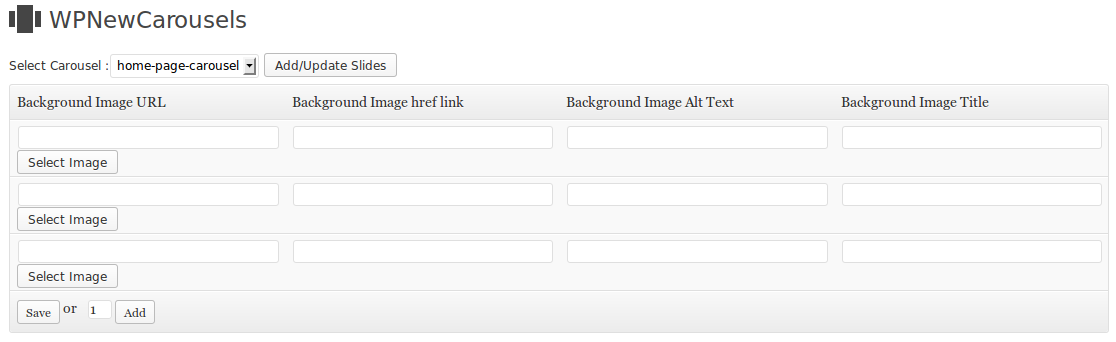 WPNewCarousels
Select Carousel : home-page-carousel Add/Update Slides
Background Image URL Background Image href link Background Image Alt Text Background Image Title
Select Image
Select Image
Select Image
Save or 1 Add